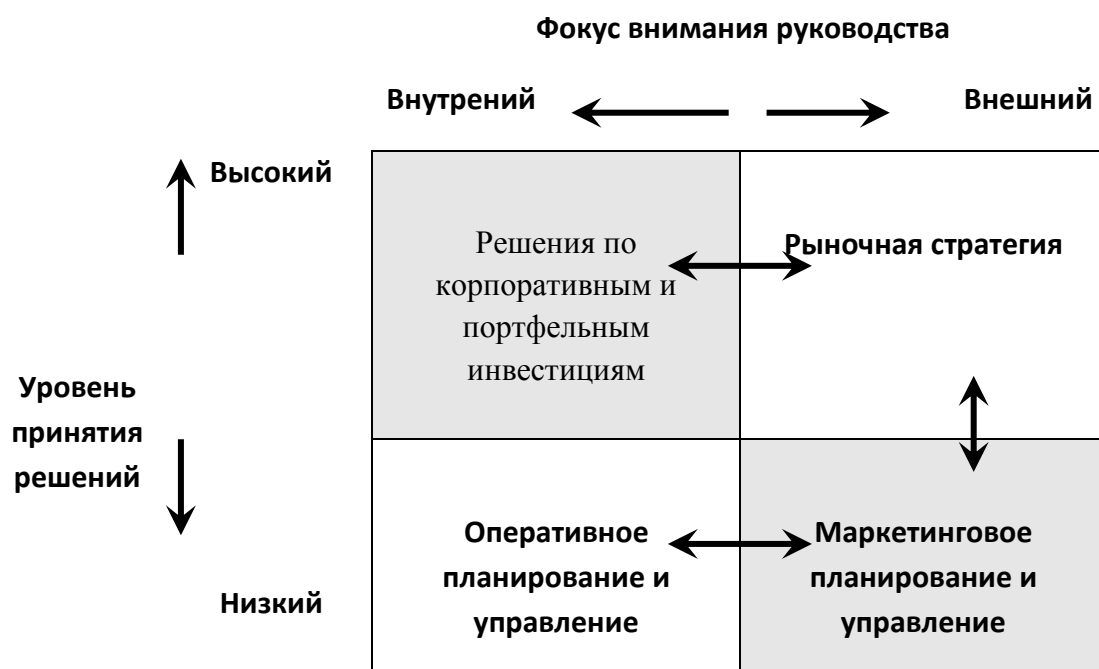 Фокус внимания руководства
Внутрений
Внешний
Высокий
Решения по
корпоративным и
портфельным
инвестициям
Рыночная стратегия
Уровень
принятия
решений
Низкий
Оперативное
планирование и
управление
Маркетинговое
планирование и
управление